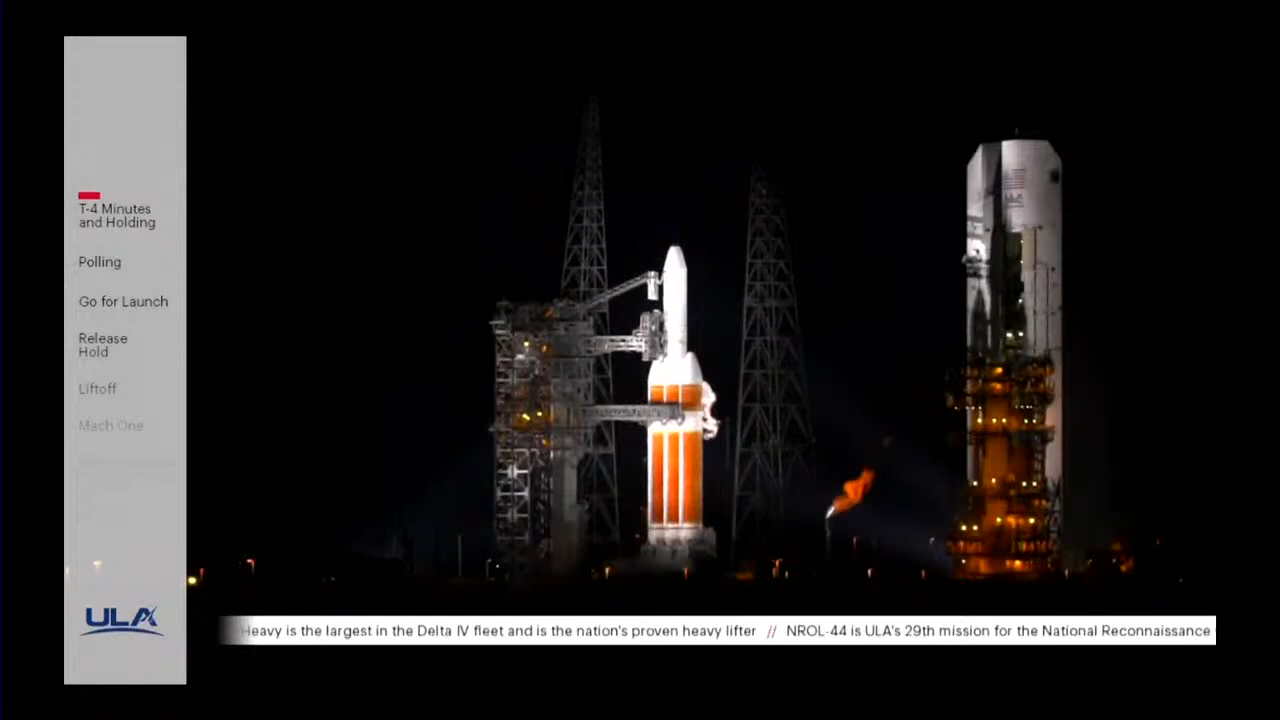 T-4 Minutes
and Holding
Polling
Go for Launch
Release
Hold
Liftoff
Mach One
ULA
Heavy is the largest in the Delta IV fleet and is the nation's proven heavy lifter // NROL-44 is ULA's 29th mission for the National Reconnaissance